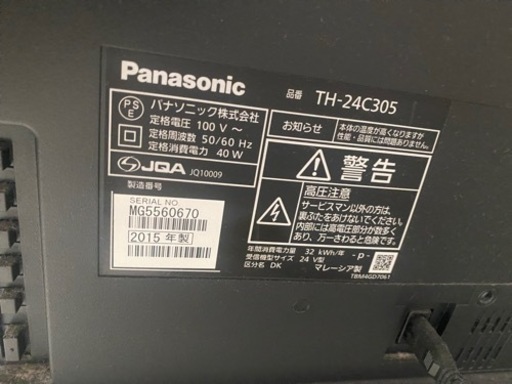 Panasonic
品番 TH-24C305
PS
E
パナソニック株式会社
定格電圧 100 V ～
定格周波数 50/60 Hz
定格消費電力 40 W
JQA JQ10009
製造番号
SERIAL NO
MG5560670
2015 年製
お知らせ
本体の温度が高くなりますが
性能・品質には問題ありません。
警告
高圧注意
サービスマン以外の方は、
裏ぶたをあけないでください。
内部には高電圧部分が数多く
あり、万一さわると危険です。
年間消費電力量 32 kWh/年
受信機型サイズ 24 V型
区分名 DK
-P-
マレーシア製
TBM4GD7061